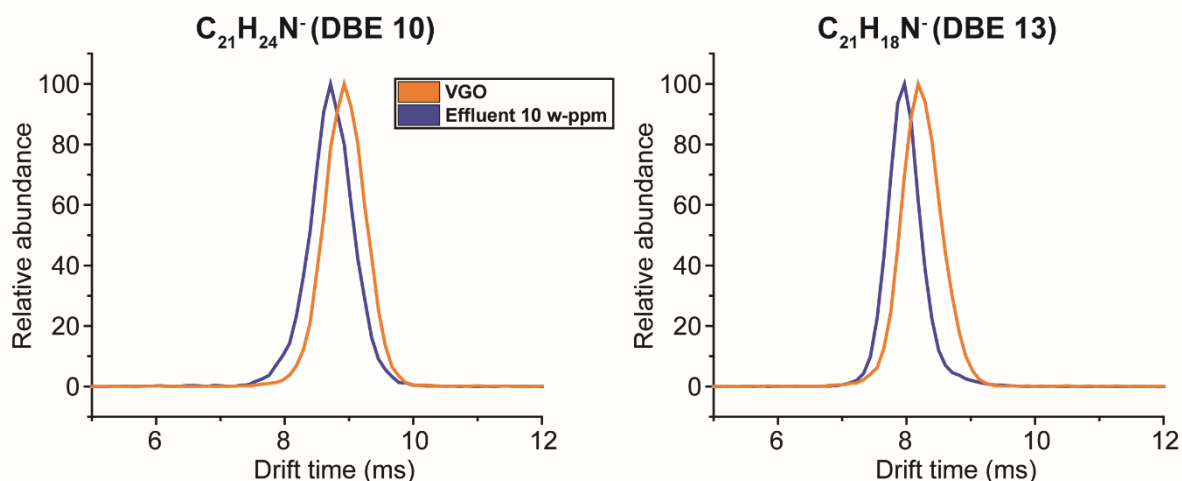 C₂₁H₂₄N⁻ (DBE 10)
Relative abundance
100
80
60
40
20
0
VGO
Effluent 10 w-ppm
6 8 10 12
Drift time (ms)
C₂₁H₁₈N⁻ (DBE 13)
Relative abundance
100
80
60
40
20
0
6 8 10 12
Drift time (ms)